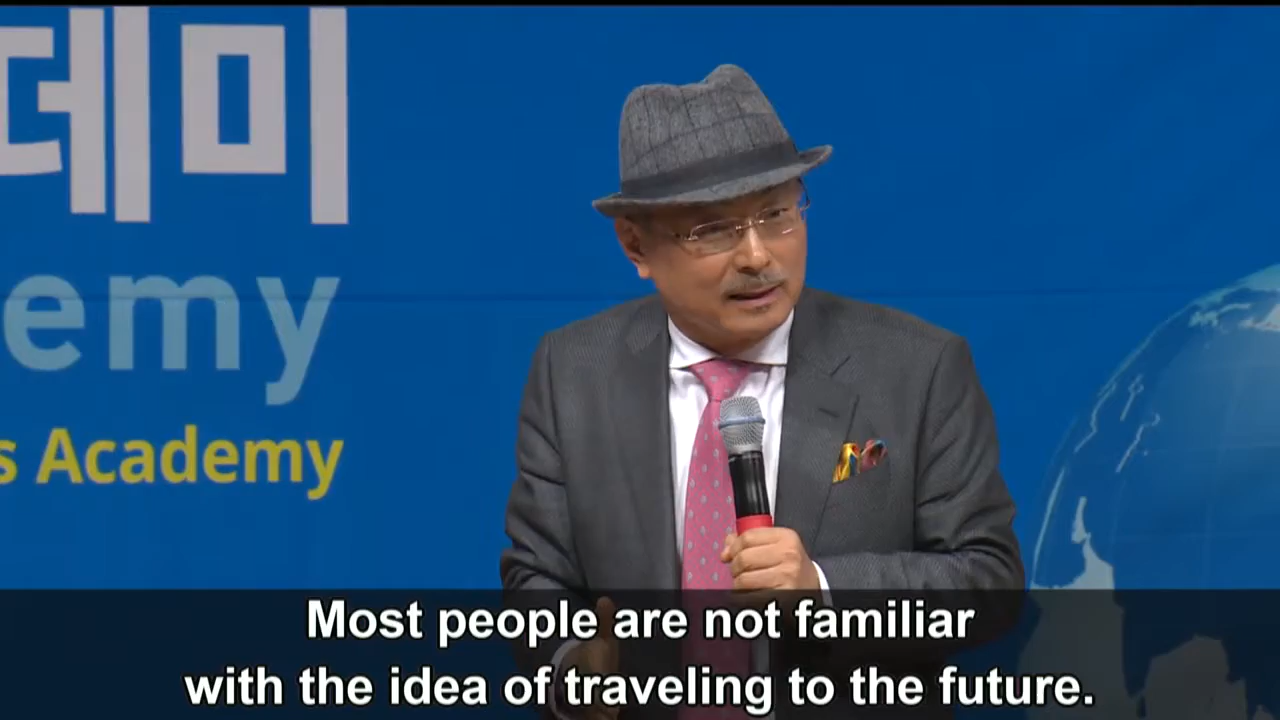 데미
emy
s Academy
Most people are not familiar
with the idea of traveling to the future.